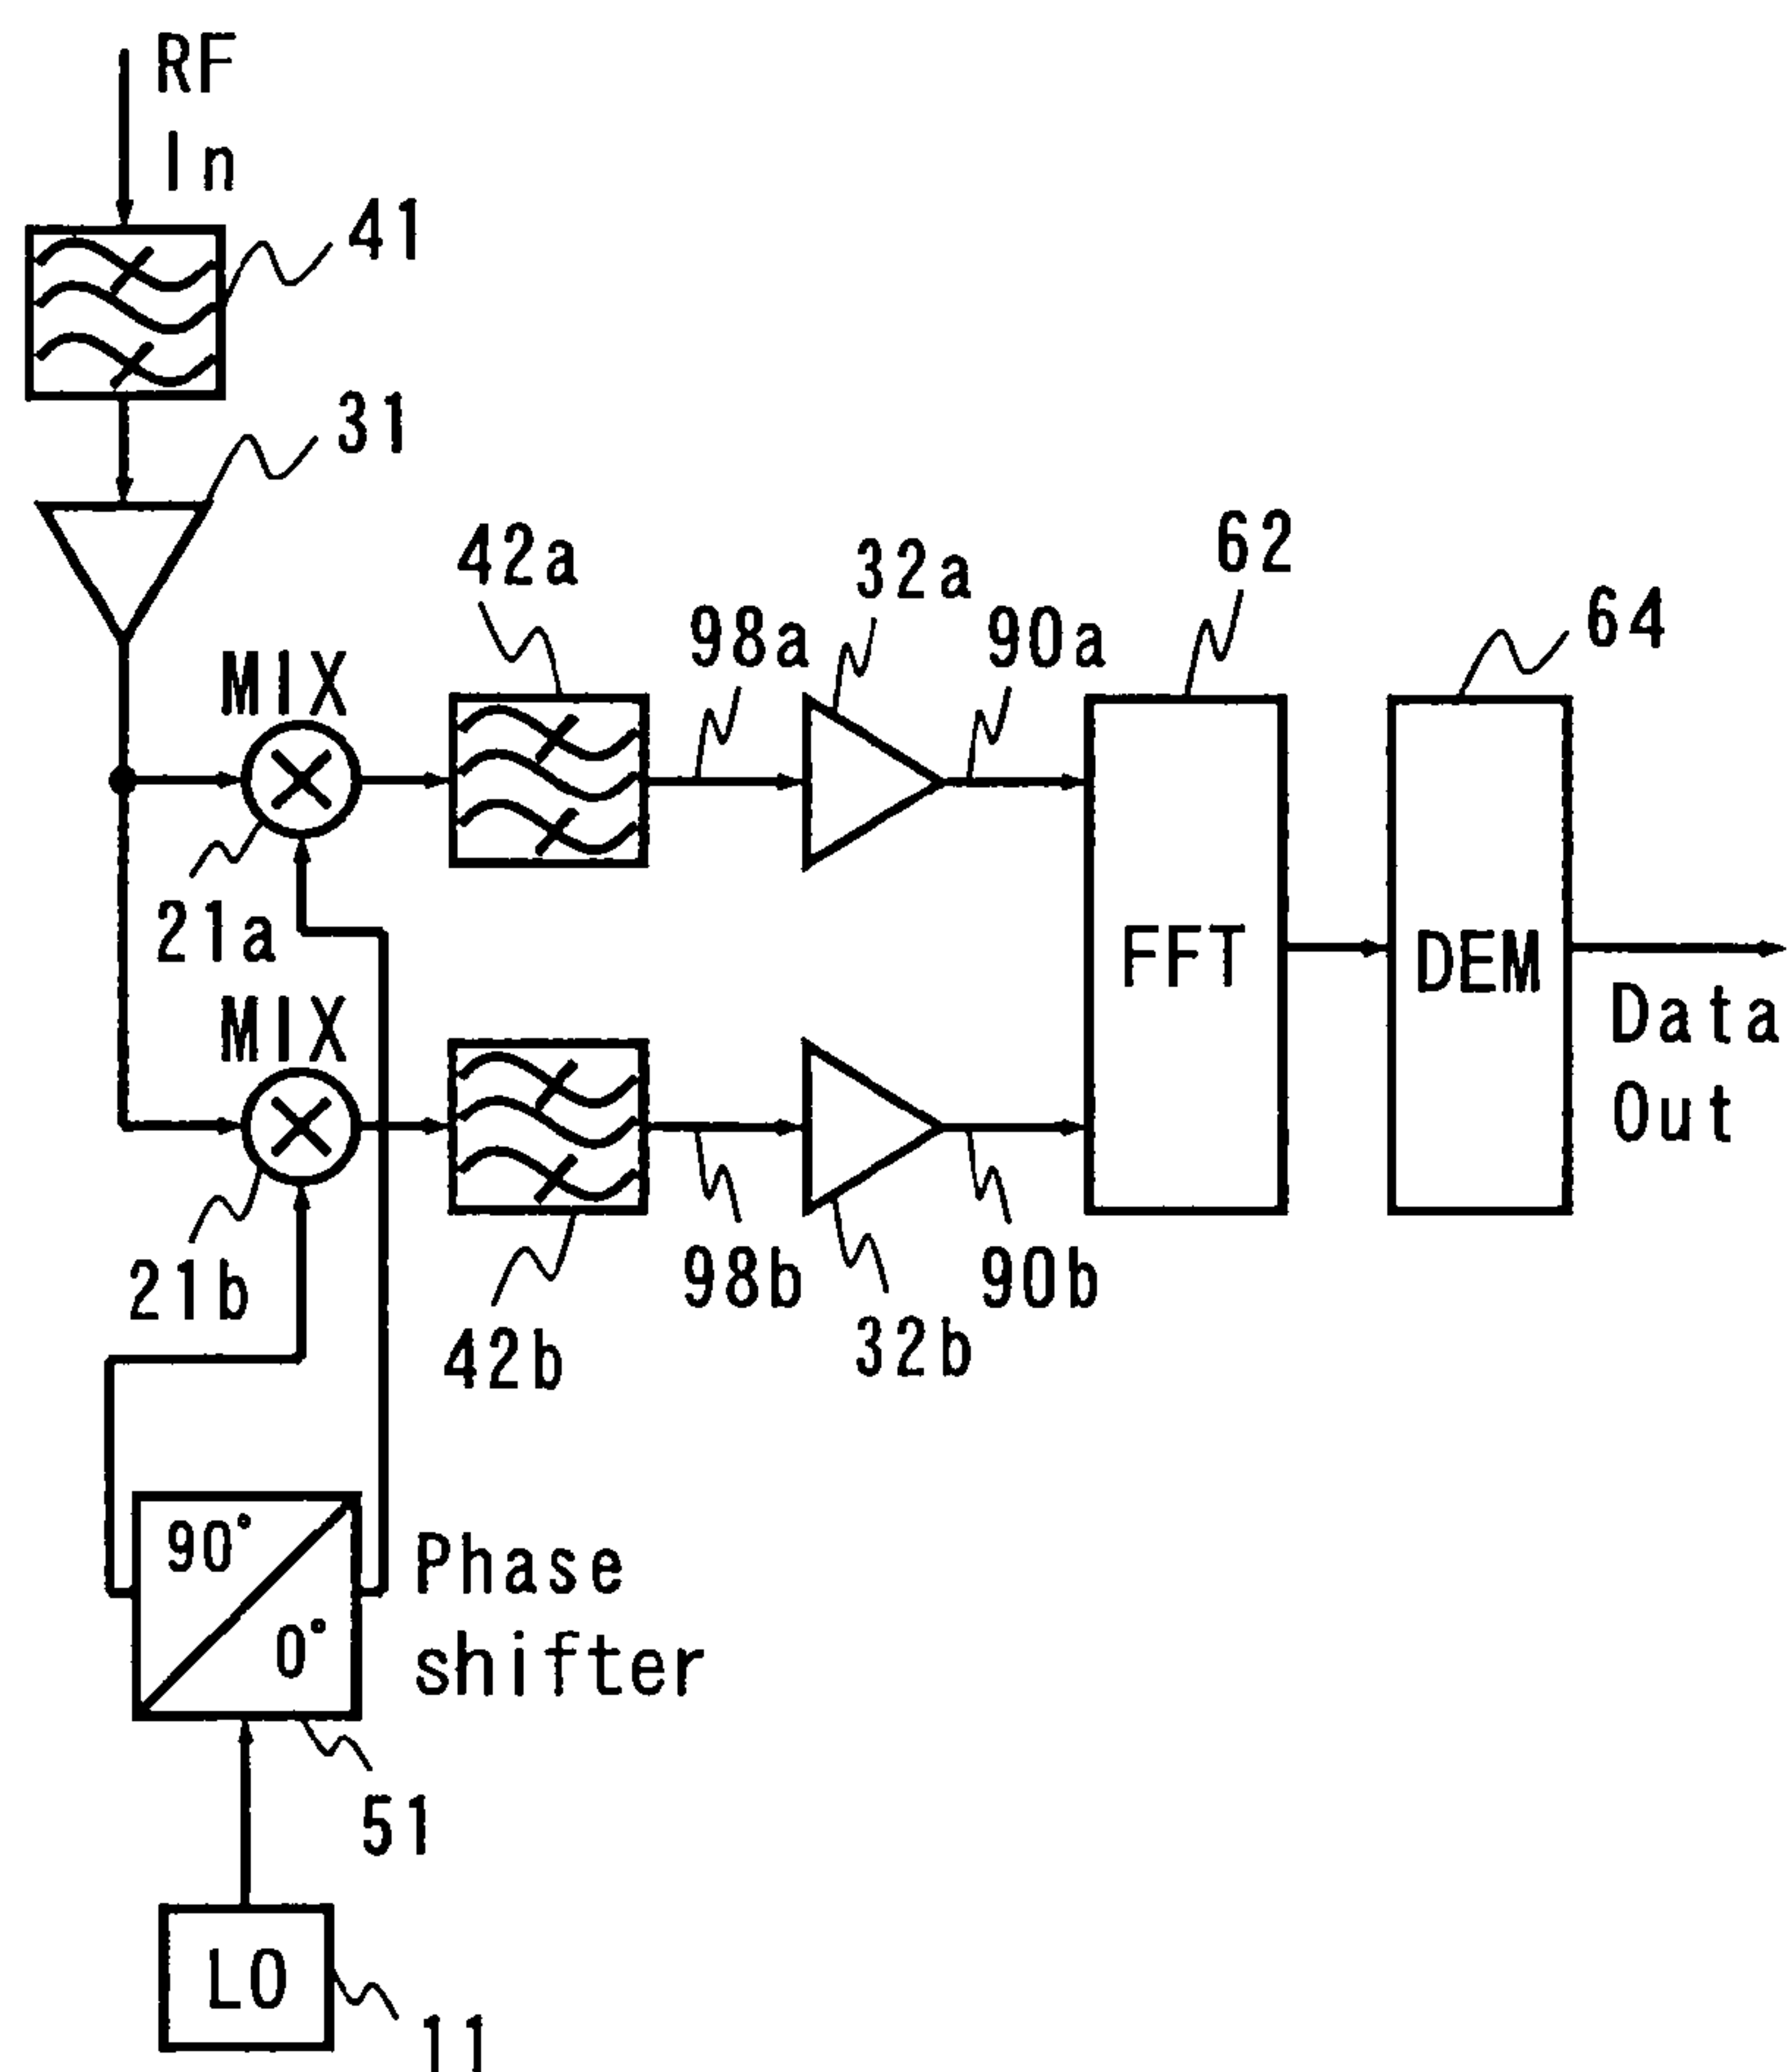 RF
In
41
31
42a
32a
62
98a
90a
64
MIX
21a
FFT
DEM
MIX
Data
Out
21b
98b
90b
42b
32b
90°
Phase
0°
shifter
51
LO
11